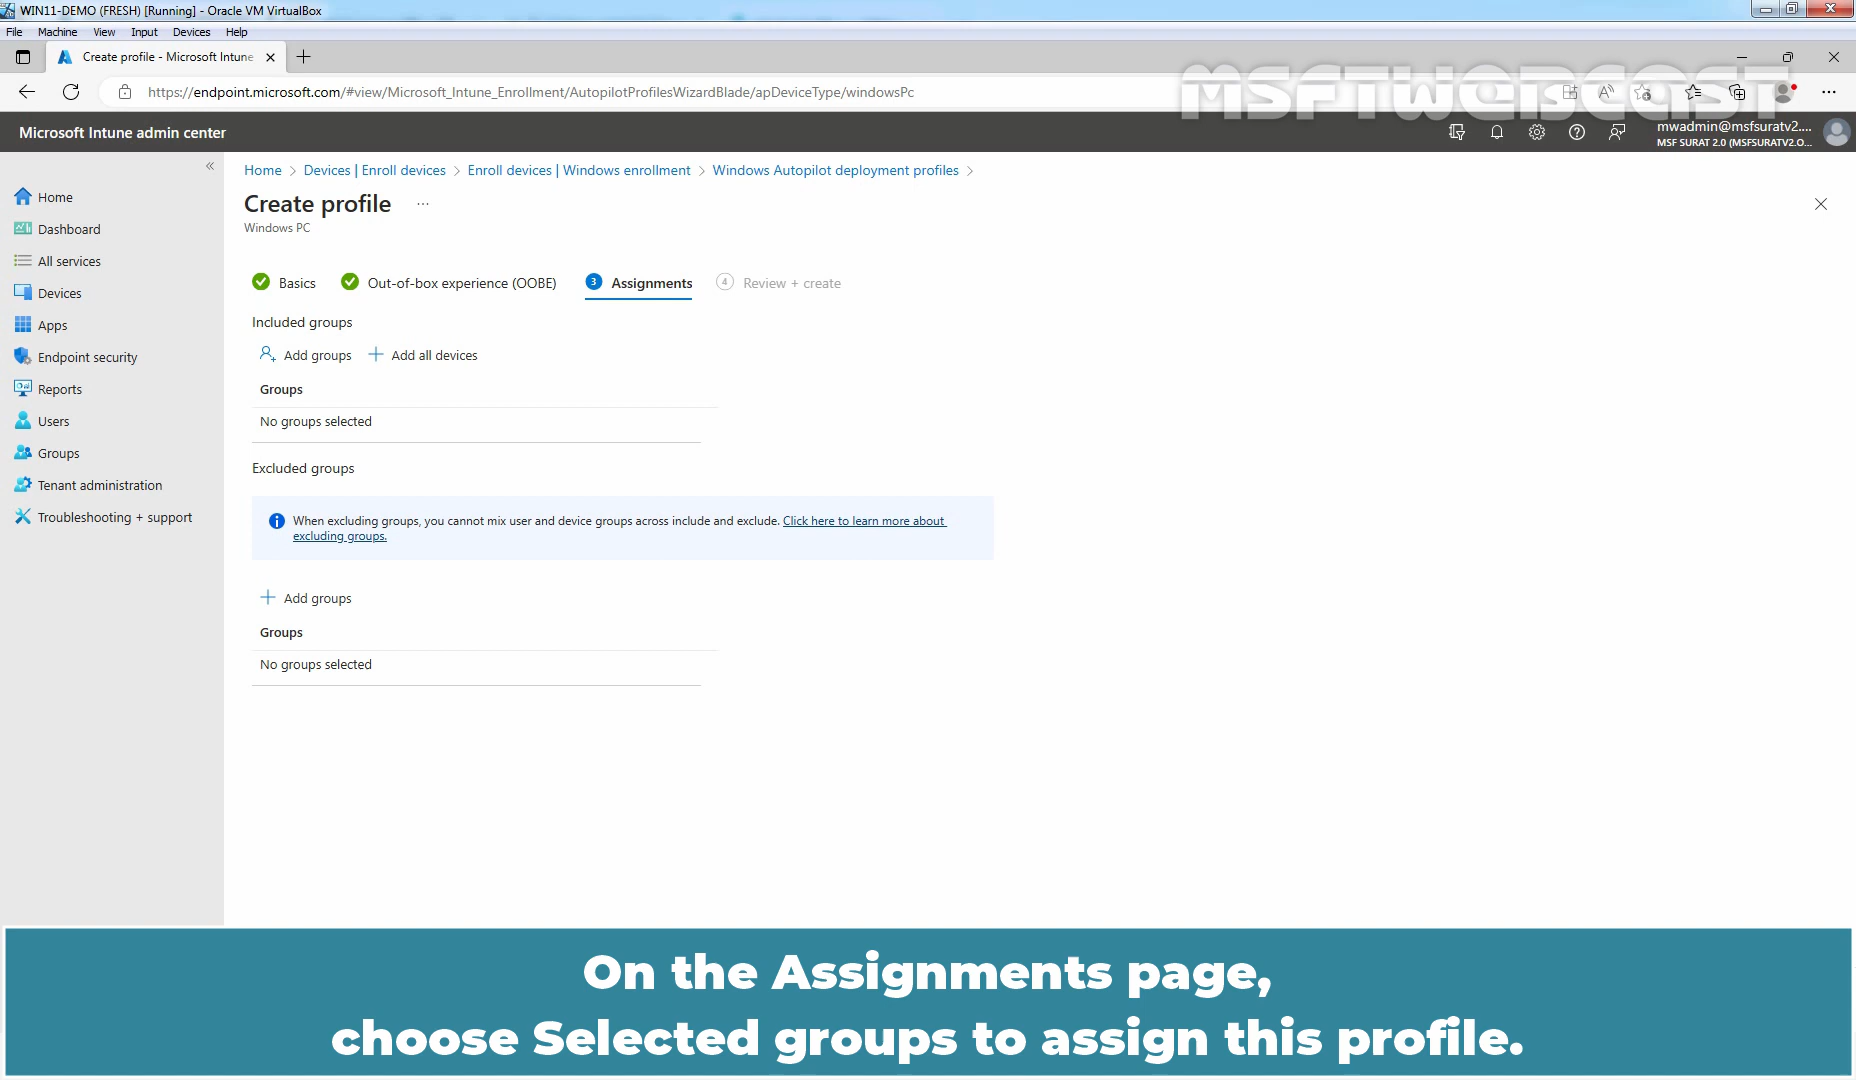 WIN11-DEMO (FRESH) [Running] - Oracle VM VirtualBox
File Machine View Input Devices Help
Create profile - Microsoft Intune
https://endpoint.microsoft.com/#view/Microsoft_Intune_Enrollment/AutopilotProfilesWizardBlade/apDeviceType/windowsPc
MSFTWEBCAST
Microsoft Intune admin center
mwadmin@msfsuratv2....
MSF SURAT 2.0 (MSFSURATV2.O...
Home
Dashboard
All services
Devices
Apps
Endpoint security
Reports
Users
Groups
Tenant administration
Troubleshooting + support
Home > Devices | Enroll devices > Enroll devices | Windows enrollment > Windows Autopilot deployment profiles >
Create profile ...
Windows PC
Basics
Out-of-box experience (OOBE)
3 Assignments
4 Review + create
Included groups
Add groups
Add all devices
Groups
No groups selected
Excluded groups
When excluding groups, you cannot mix user and device groups across include and exclude. Click here to learn more about
excluding groups.
Add groups
Groups
No groups selected
On the Assignments page,
choose Selected groups to assign this profile.